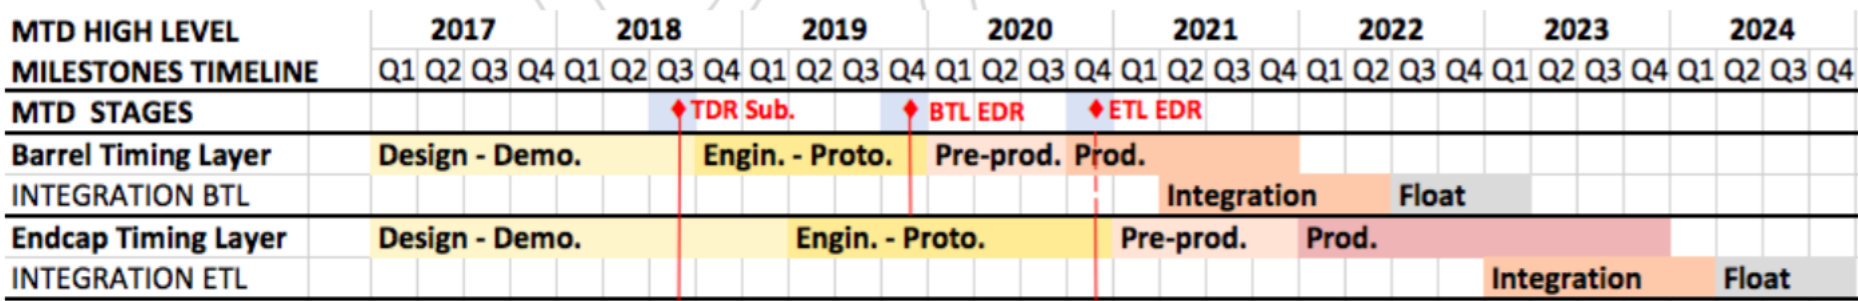 MTD HIGH LEVEL 2017 2018 2019 2020 2021 2022 2023 2024
MILESTONES TIMELINE Q1 Q2 Q3 Q4 Q1 Q2 Q3 Q4 Q1 Q2 Q3 Q4 Q1 Q2 Q3 Q4 Q1 Q2 Q3 Q4 Q1 Q2 Q3 Q4 Q1 Q2 Q3 Q4 Q1 Q2 Q3 Q4
MTD STAGES TDR Sub. BTL EDR ETL EDR
Barrel Timing Layer Design - Demo. Engin. - Proto. Pre-prod. Prod.
INTEGRATION BTL Integration Float
Endcap Timing Layer Design - Demo. Engin. - Proto. Pre-prod. Prod.
INTEGRATION ETL Integration Float